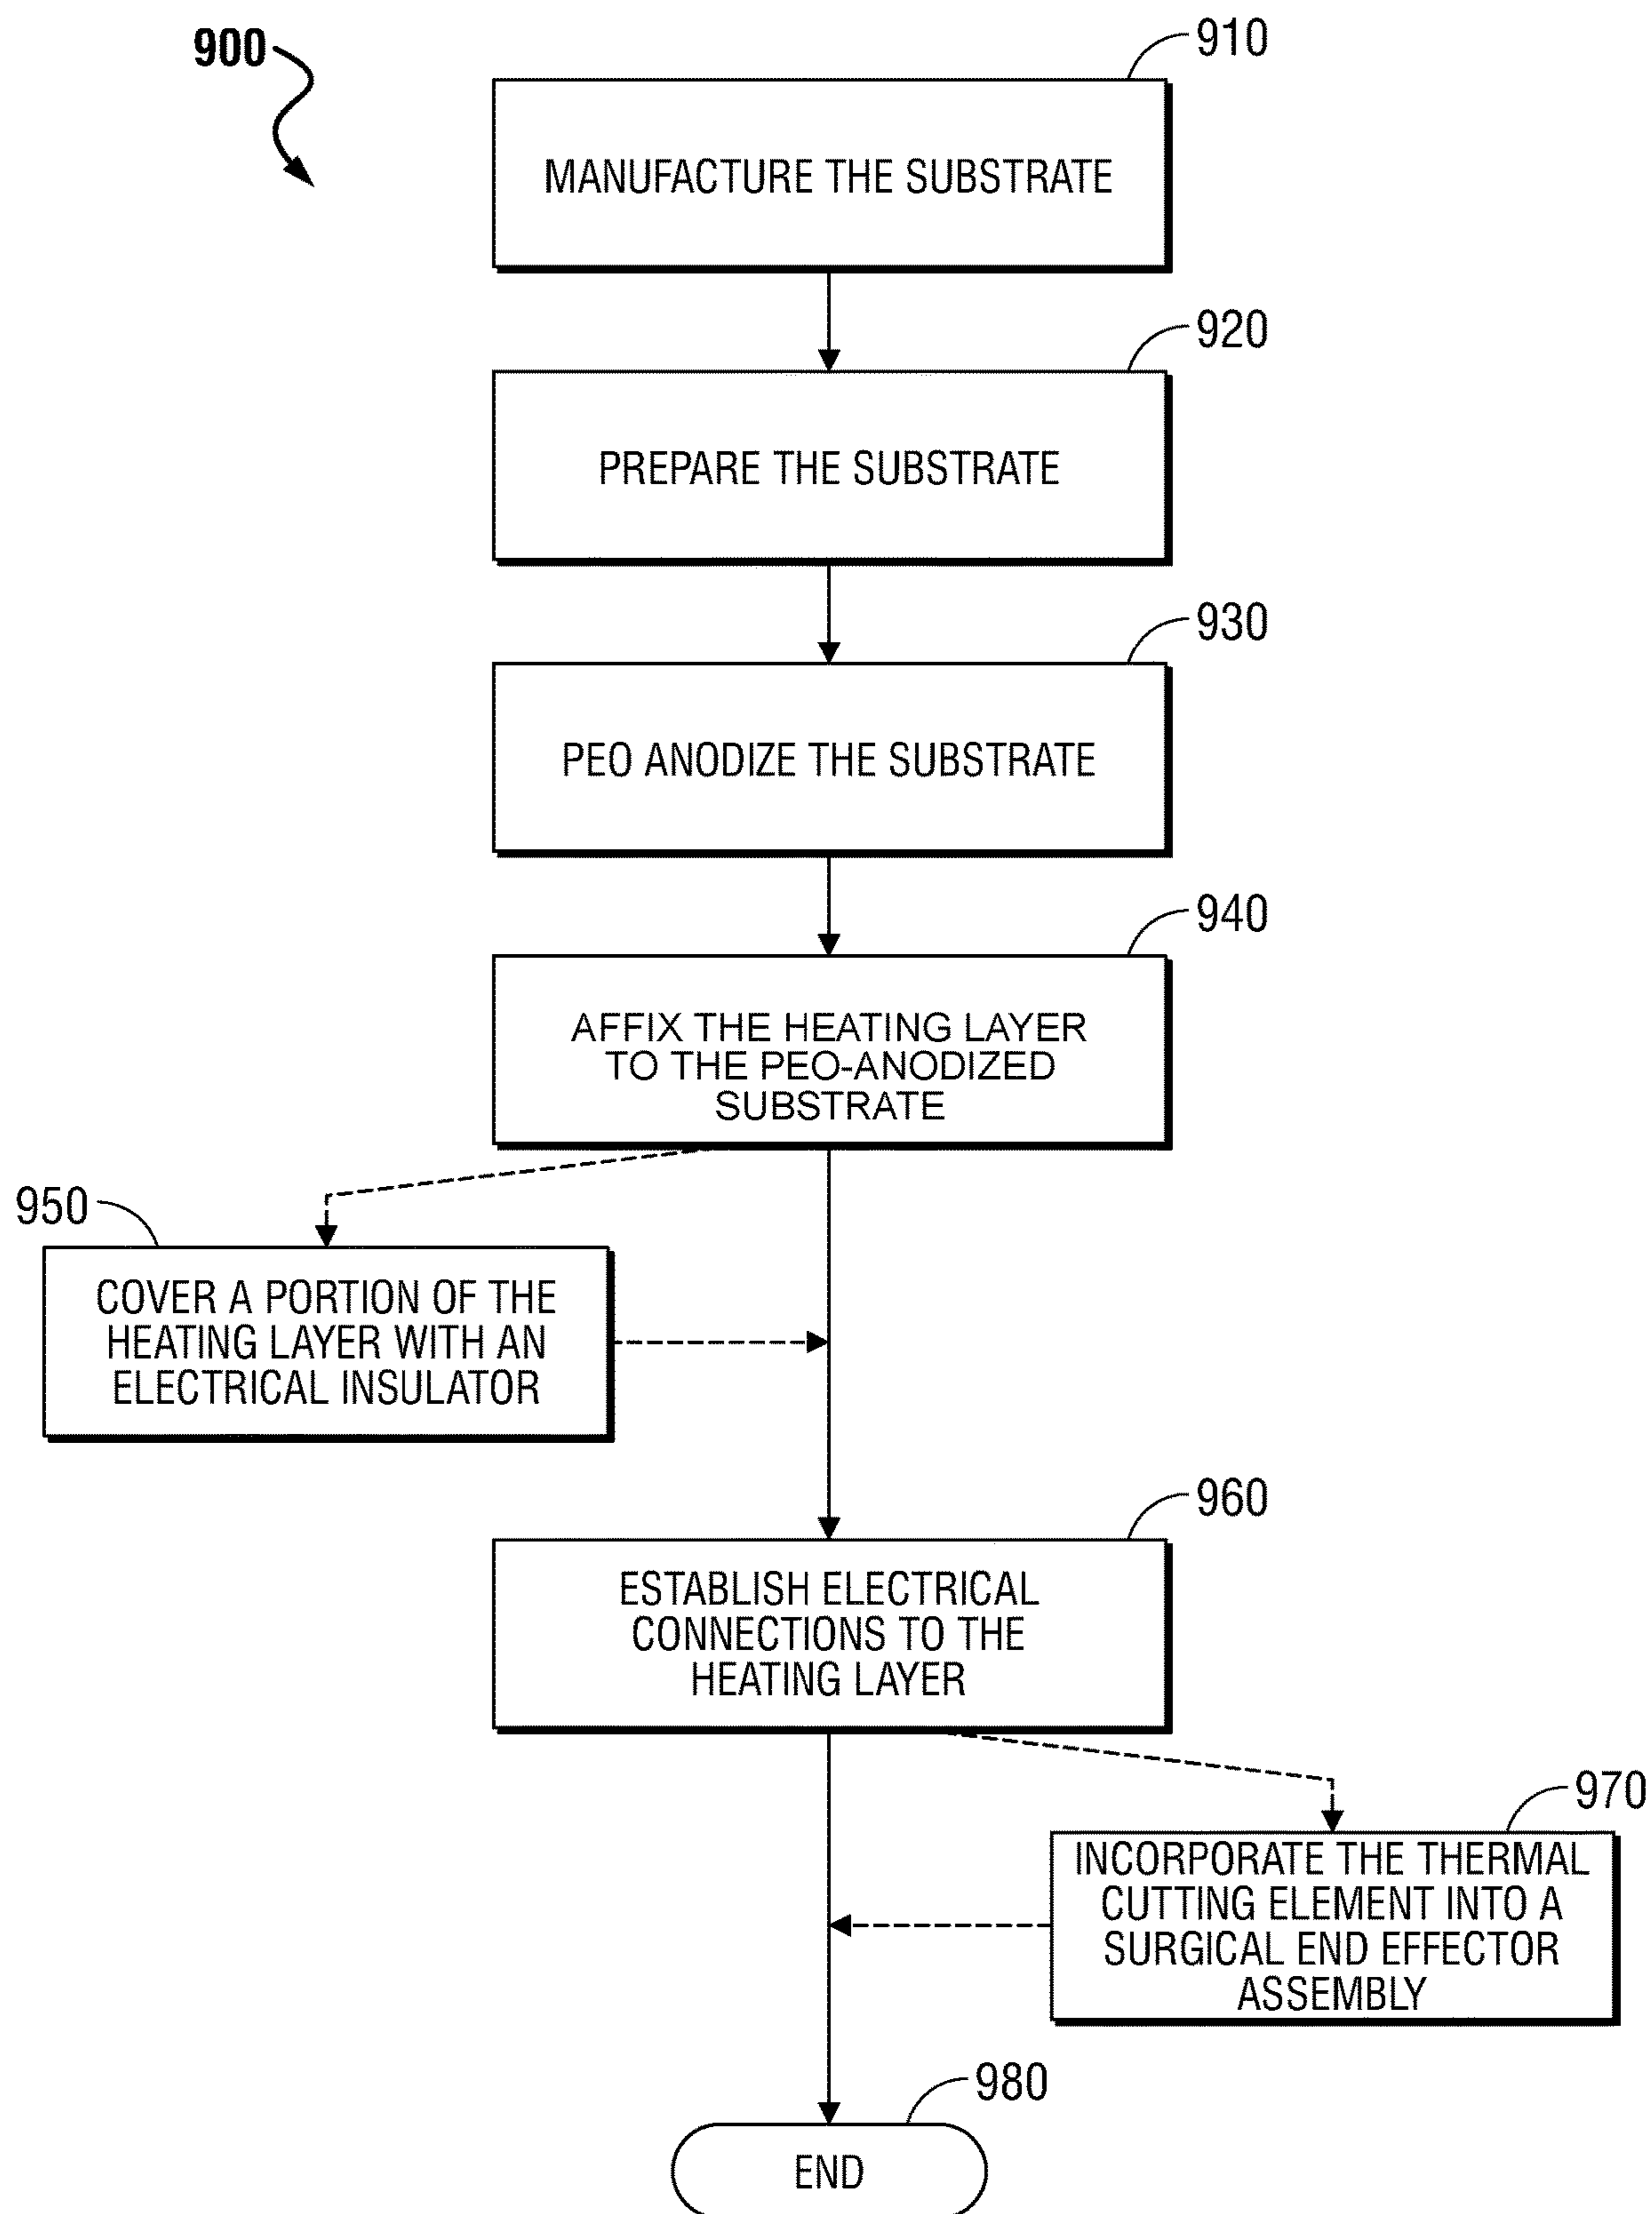 900
910
MANUFACTURE THE SUBSTRATE
920
PREPARE THE SUBSTRATE
930
PEO ANODIZE THE SUBSTRATE
940
AFFIX THE HEATING LAYER
TO THE PEO-ANODIZED
SUBSTRATE
950
COVER A PORTION OF THE
HEATING LAYER WITH AN
ELECTRICAL INSULATOR
960
ESTABLISH ELECTRICAL
CONNECTIONS TO THE
HEATING LAYER
970
INCORPORATE THE THERMAL
CUTTING ELEMENT INTO A
SURGICAL END EFFECTOR
ASSEMBLY
980
END